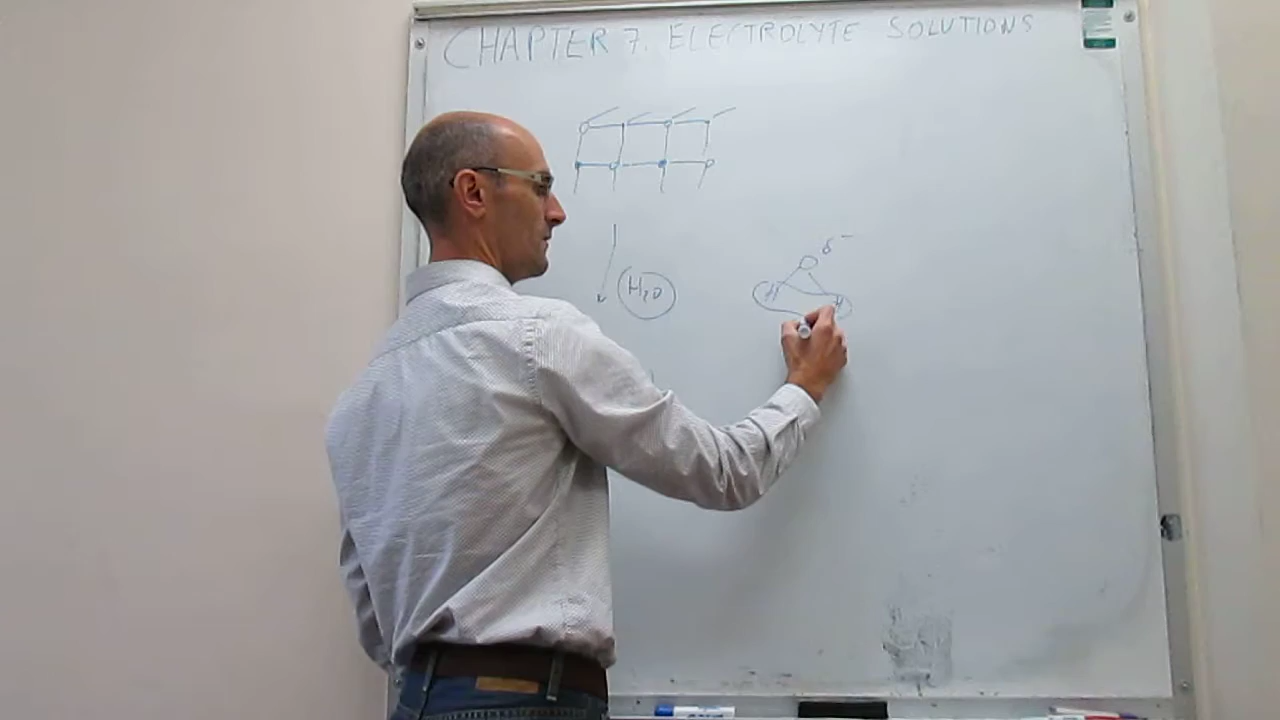 CHAPTER 7. ELECTROLYTE SOLUTIONS
δ⁻
O
H₂O
H H